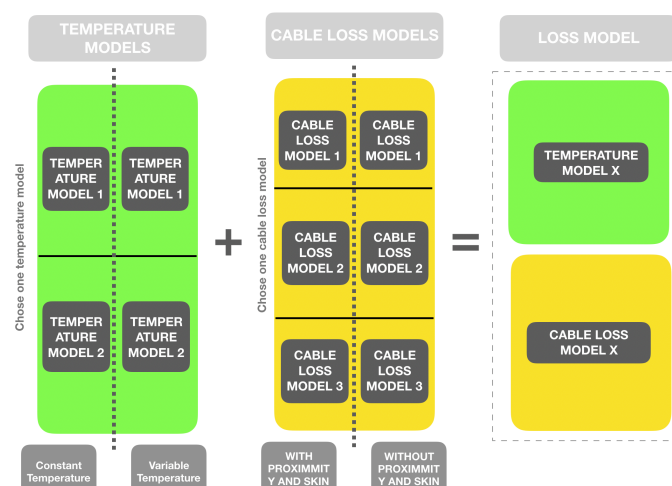 TEMPERATURE
MODELS
CABLE LOSS MODELS
LOSS MODEL
Chose one temperature model
TEMPER
ATURE
MODEL 1
TEMPER
ATURE
MODEL 1
TEMPER
ATURE
MODEL 2
TEMPER
ATURE
MODEL 2
Constant
Temperature
Variable
Temperature
+
Chose one cable loss model
CABLE
LOSS
MODEL 1
CABLE
LOSS
MODEL 1
CABLE
LOSS
MODEL 2
CABLE
LOSS
MODEL 2
CABLE
LOSS
MODEL 3
CABLE
LOSS
MODEL 3
WITH
PROXIMMIT
Y AND SKIN
WITHOUT
PROXIMMIT
Y AND SKIN
=
TEMPERATURE
MODEL X
CABLE LOSS
MODEL X